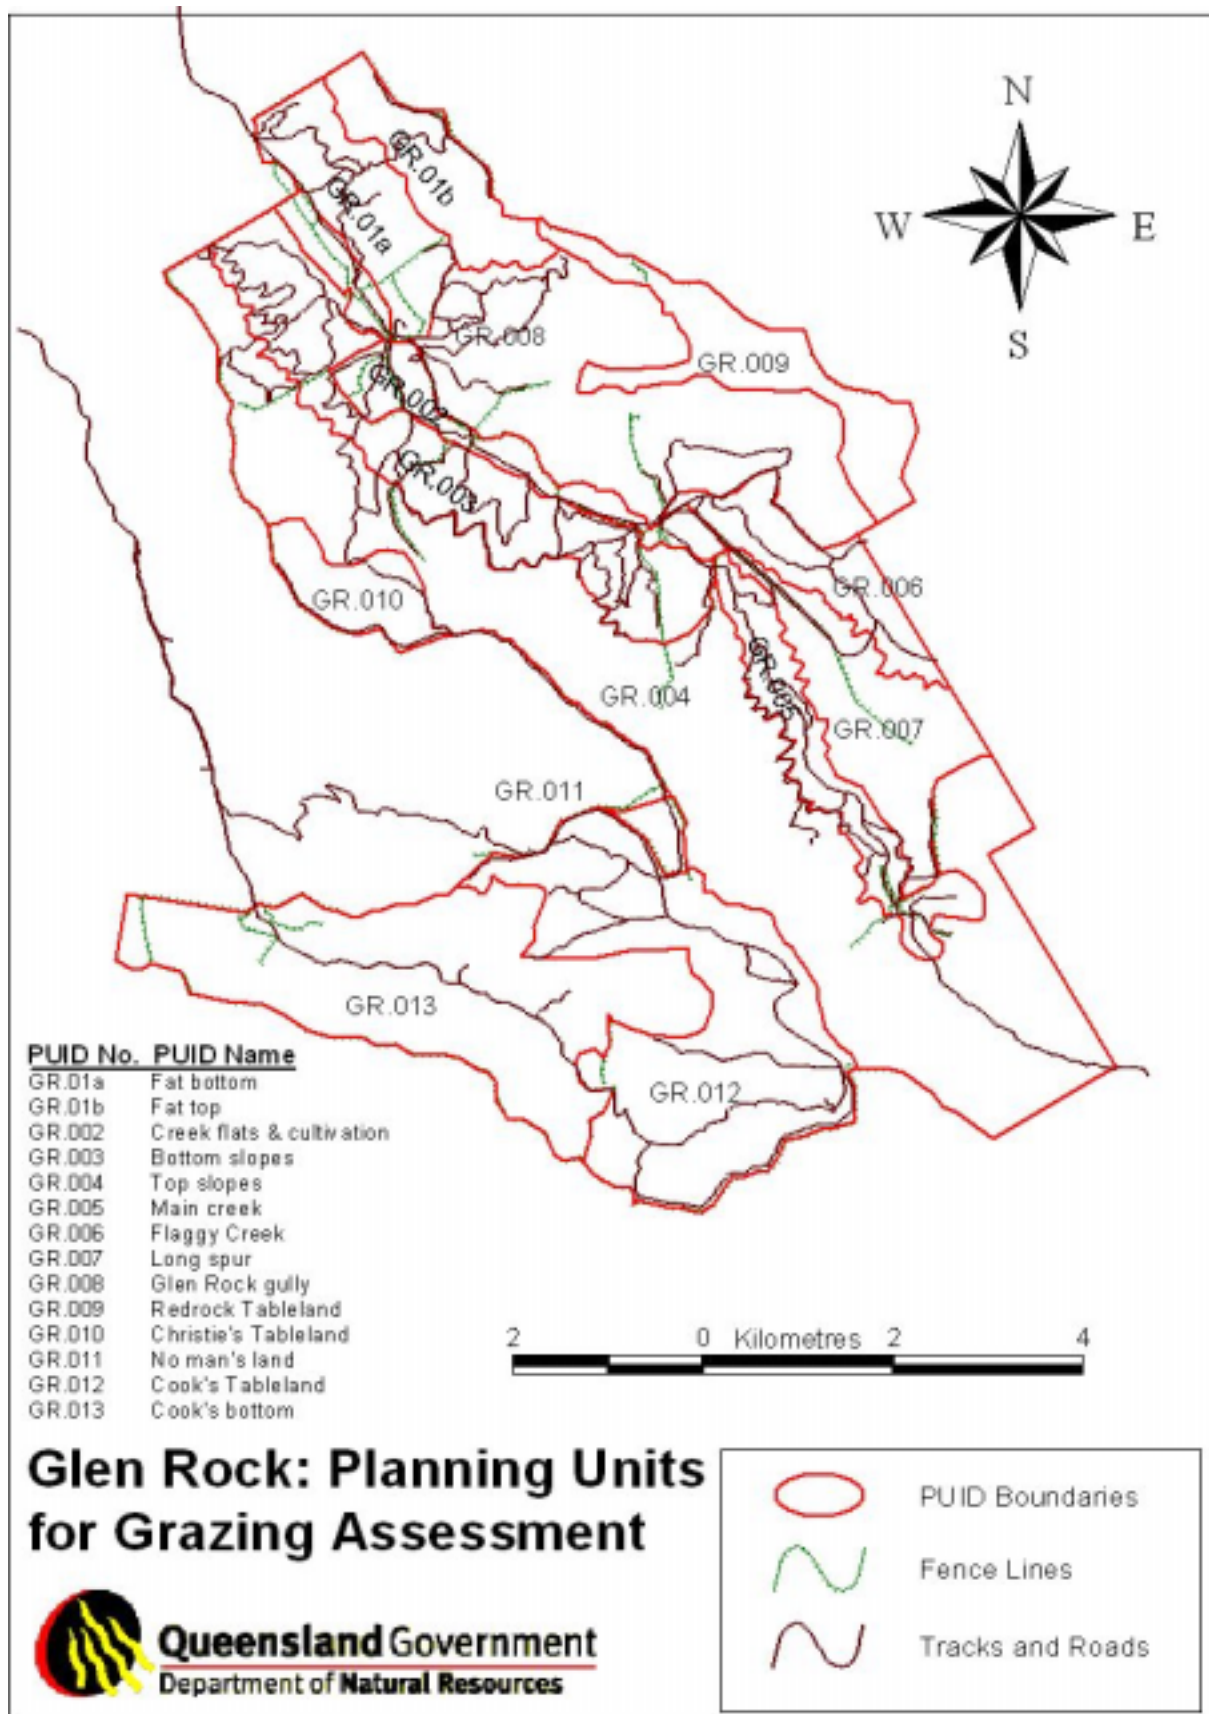 N
W E
S
GR.01b
GR.01a
GR.008
GR.009
GR.002
GR.003
GR.010
GR.006
GR.005
GR.004
GR.007
GR.011
GR.013
GR.012
PUID No. PUID Name
GR.01a Fat bottom
GR.01b Fat top
GR.002 Creek flats & cultivation
GR.003 Bottom slopes
GR.004 Top slopes
GR.005 Main creek
GR.006 Flaggy Creek
GR.007 Long spur
GR.008 Glen Rock gully
GR.009 Redrock Tableland
GR.010 Christie's Tableland
GR.011 No man's land
GR.012 Cook's Tableland
GR.013 Cook's bottom
2 0 Kilometres 2 4
Glen Rock: Planning Units
for Grazing Assessment
PUID Boundaries
Fence Lines
Tracks and Roads
Queensland Government
Department of Natural Resources